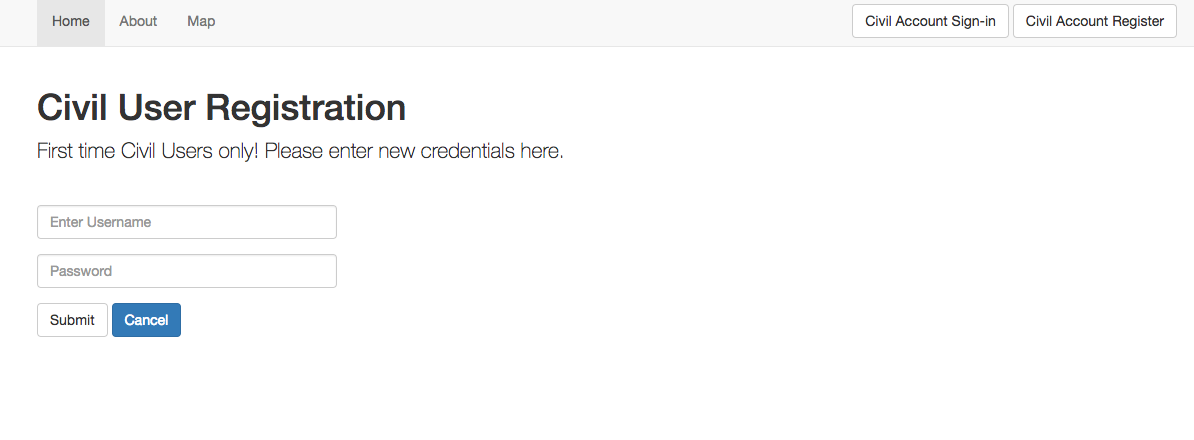 Home About Map Civil Account Sign-in Civil Account Register
Civil User Registration
First time Civil Users only! Please enter new credentials here.
Enter Username
Password
Submit Cancel